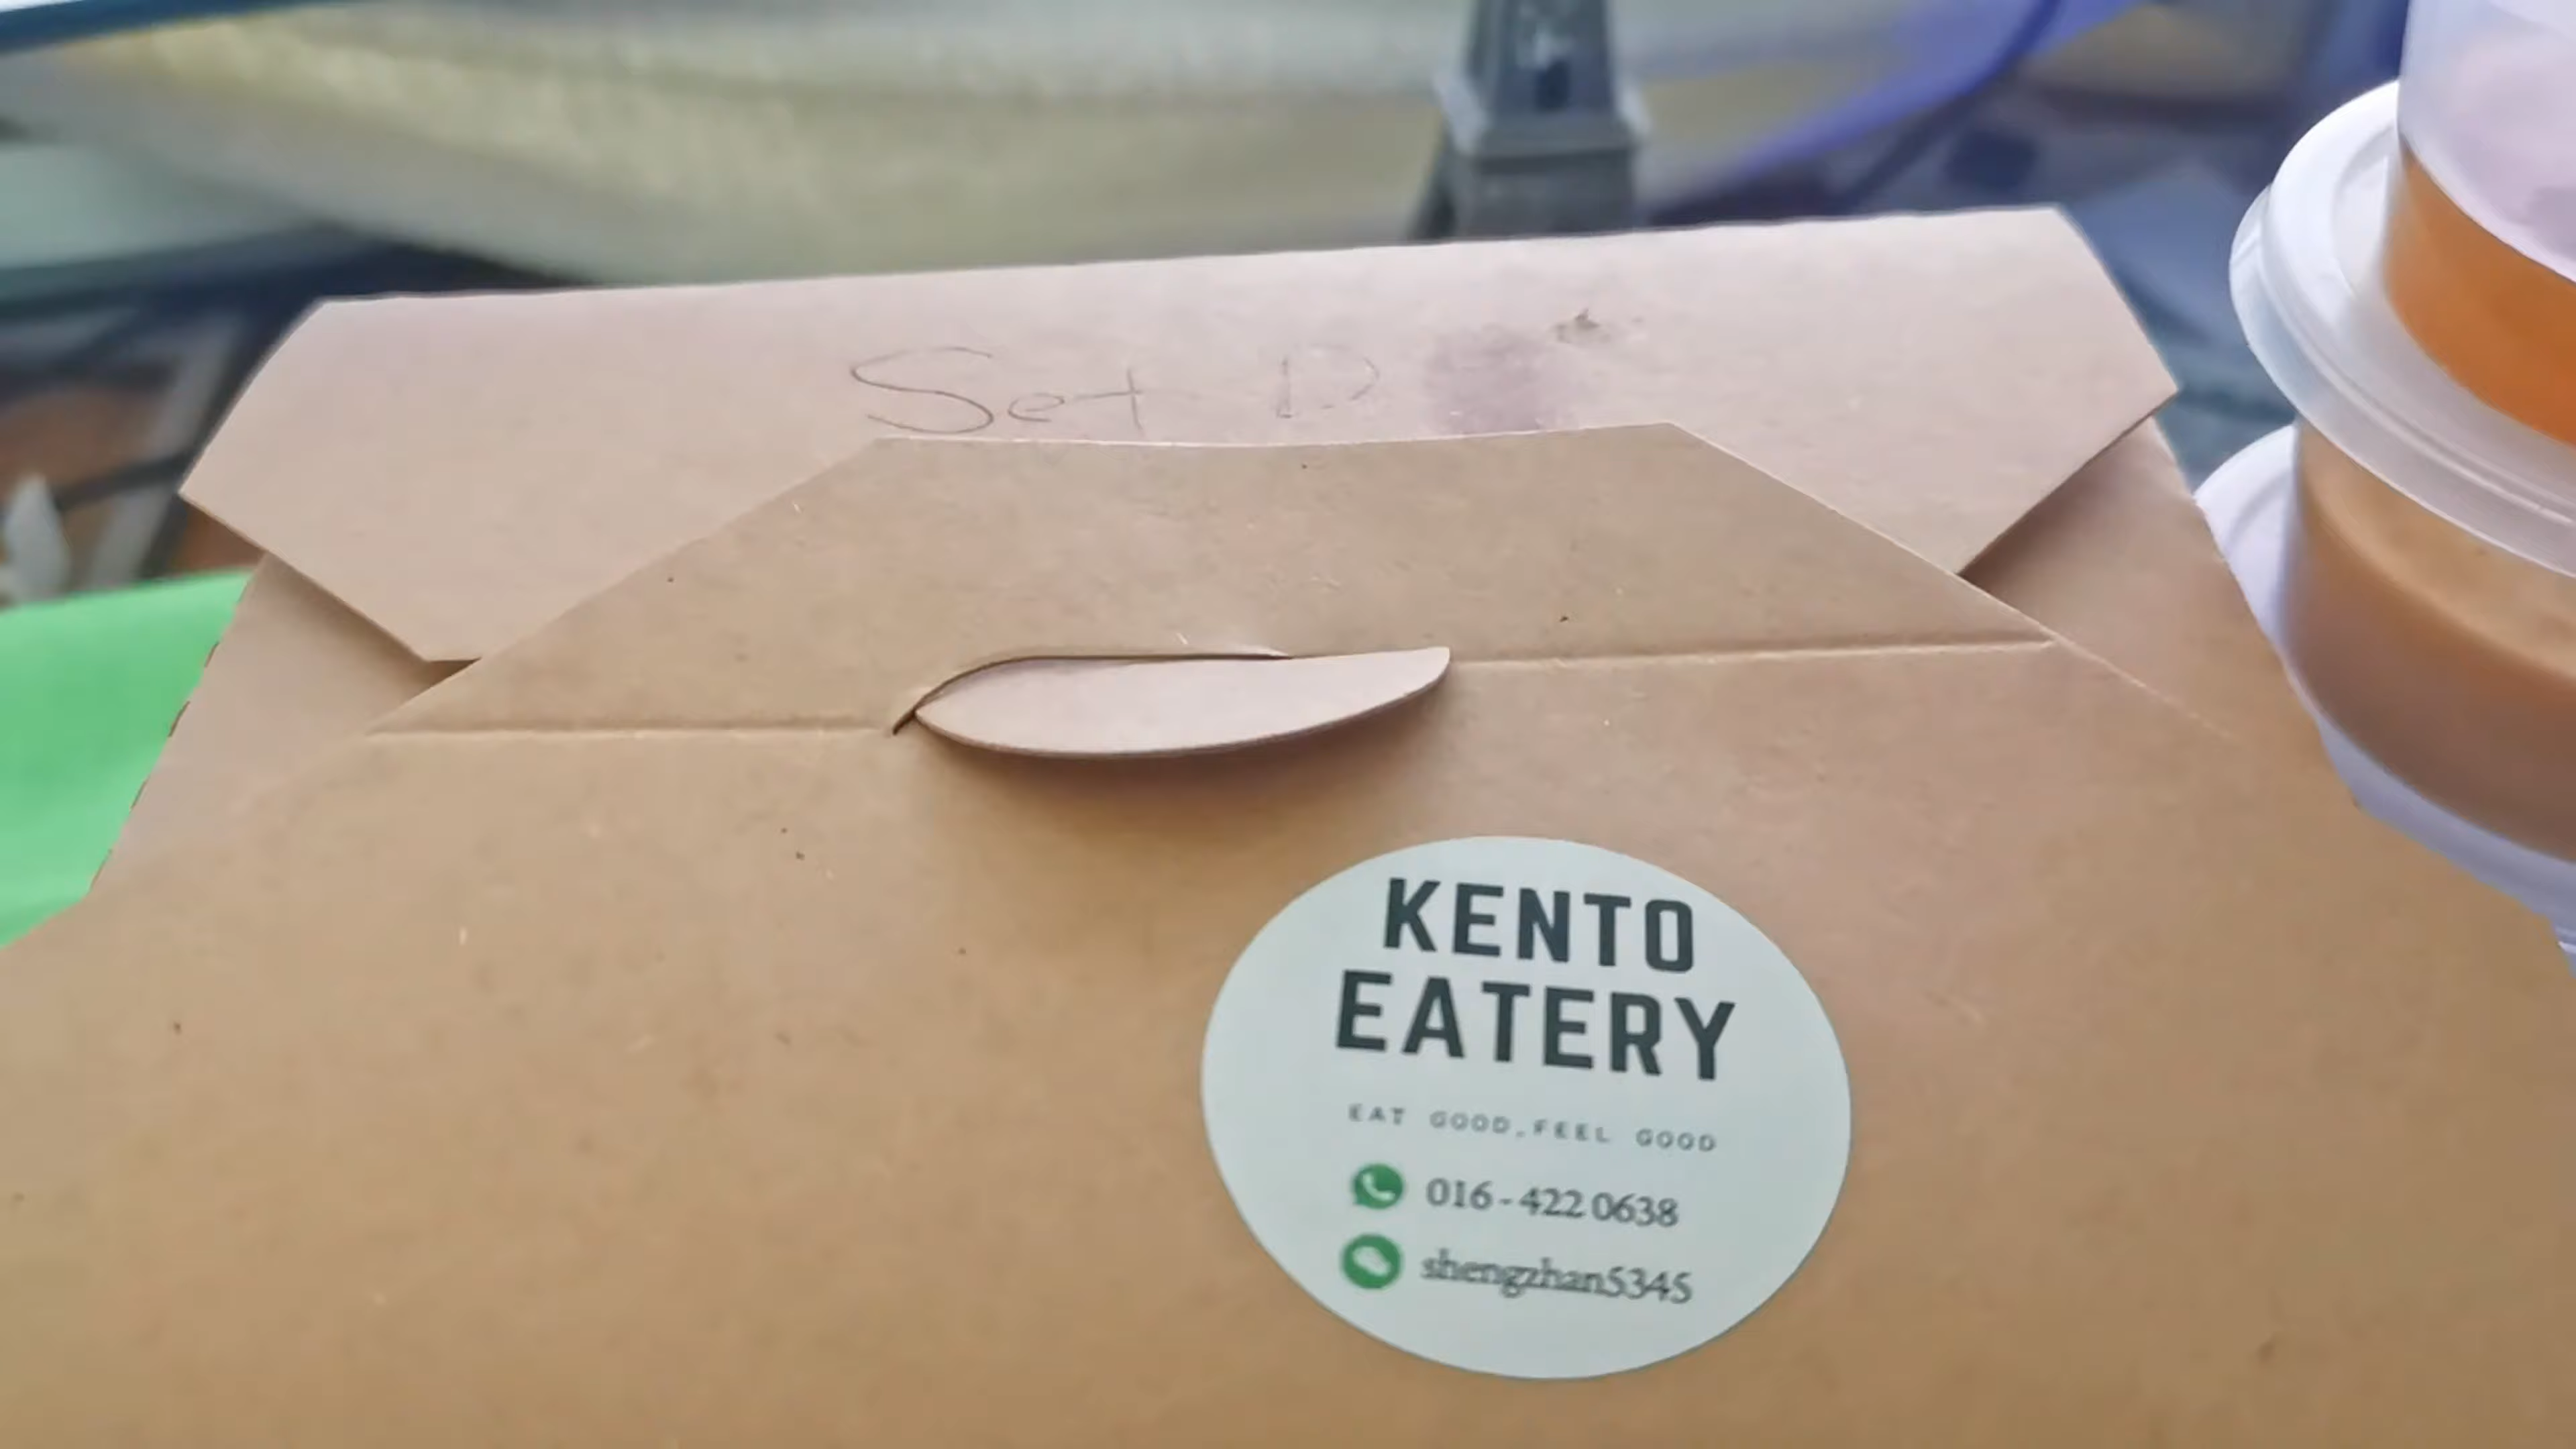 Set D
KENTO
EATERY
EAT GOOD.FEEL GOOD
016-422 0638
shengzhan5345